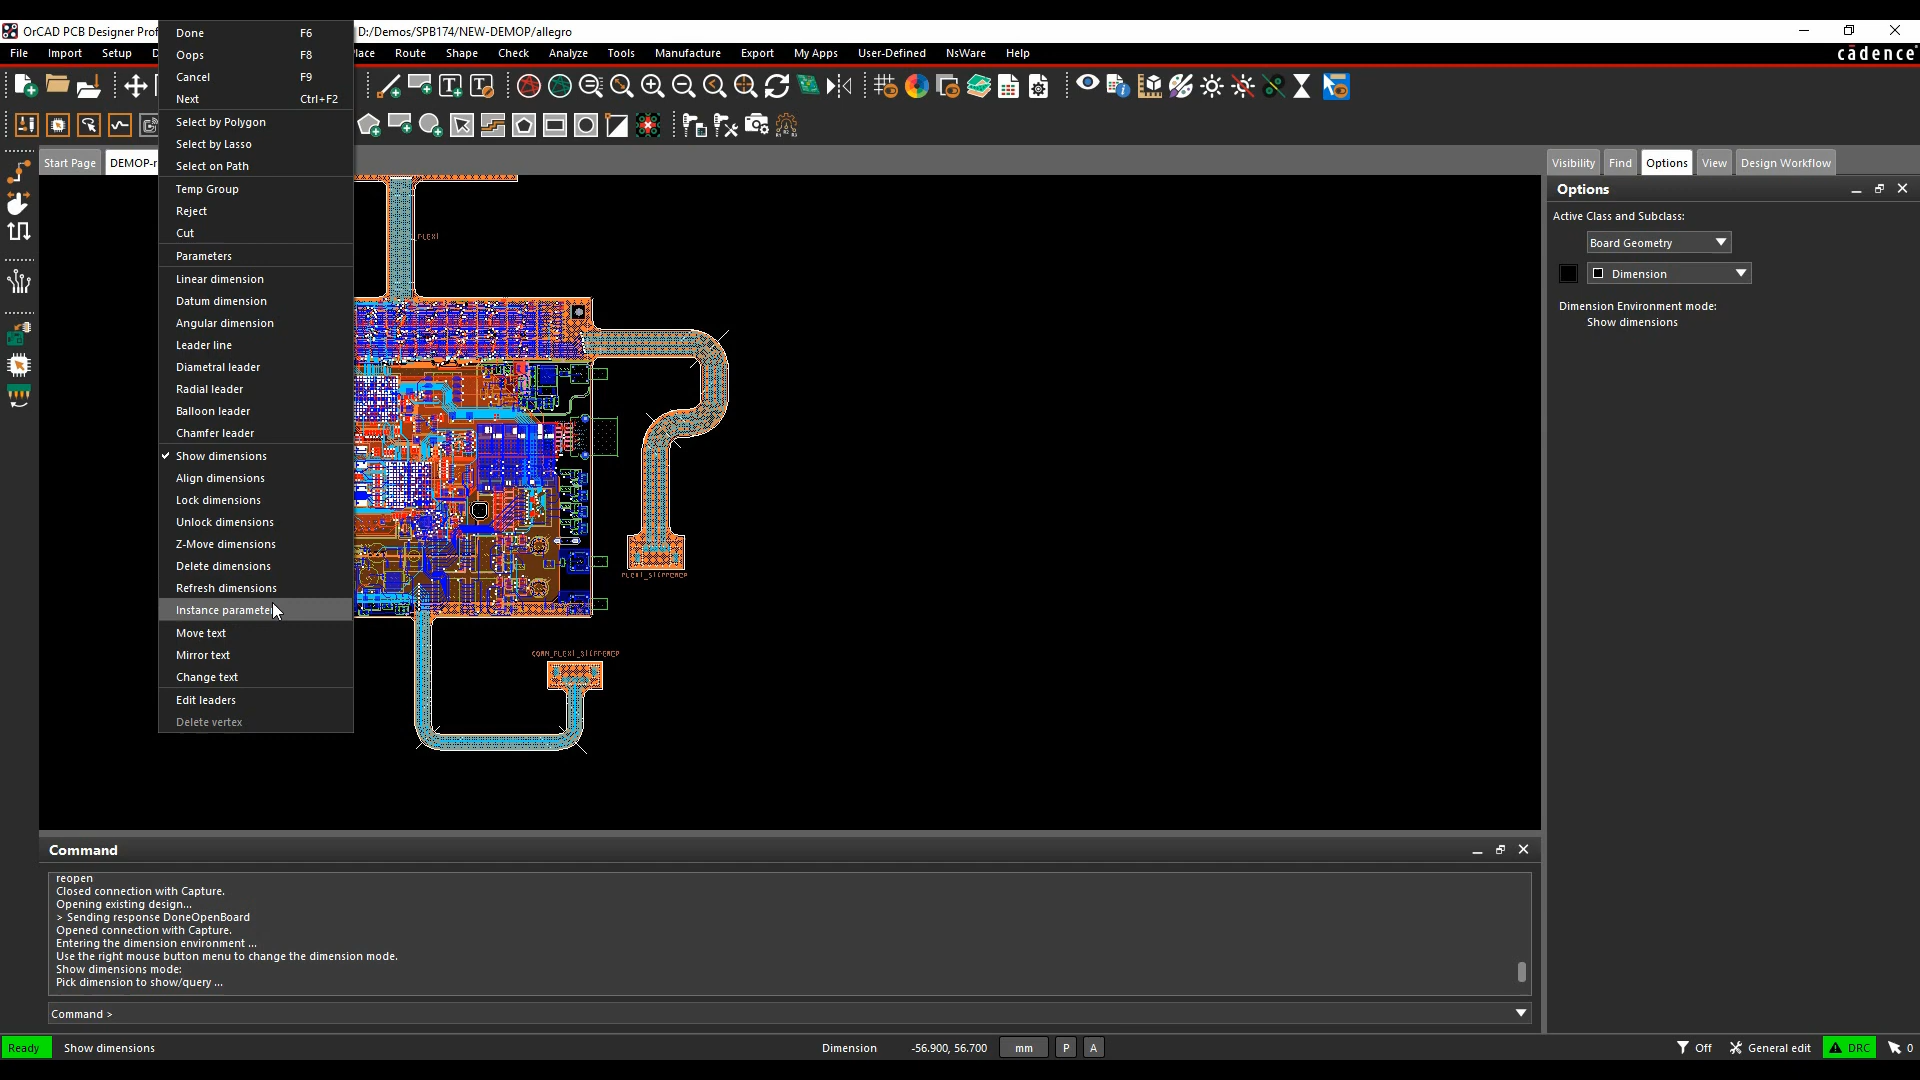 OrCAD PCB Designer Prof
D:/Demos/SPB174/NEW-DEMOP/allegro
File
Import
Setup
D
lace
Route
Shape
Check
Analyze
Tools
Manufacture
Export
My Apps
User-Defined
NsWare
Help
cādence
Done F6
Oops F8
Cancel F9
Next Ctrl+F2
Select by Polygon
Select by Lasso
Select on Path
Temp Group
Reject
Cut
Parameters
Linear dimension
Datum dimension
Angular dimension
Leader line
Diametral leader
Radial leader
Balloon leader
Chamfer leader
Show dimensions
Align dimensions
Lock dimensions
Unlock dimensions
Z-Move dimensions
Delete dimensions
Refresh dimensions
Instance parameter
Move text
Mirror text
Change text
Edit leaders
Delete vertex
Start Page
DEMOP-r
Visibility
Find
Options
View
Design Workflow
Options
Active Class and Subclass:
Board Geometry
Dimension
Dimension Environment mode:
Show dimensions
Command
reopen
Closed connection with Capture.
Opening existing design...
> Sending response DoneOpenBoard
Opened connection with Capture.
Entering the dimension environment ...
Use the right mouse button menu to change the dimension mode.
Show dimensions mode:
Pick dimension to show/query ...
Command >
Ready
Show dimensions
Dimension
-56.900, 56.700
mm
P
A
Off
General edit
DRC
0